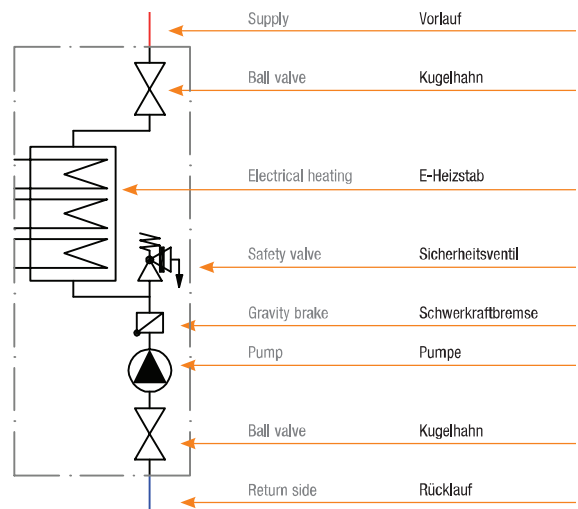 Supply Vorlauf
Ball valve Kugelhahn
Electrical heating E-Heizstab
Safety valve Sicherheitsventil
Gravity brake Schwerkraftbremse
Pump Pumpe
Ball valve Kugelhahn
Return side Rücklauf